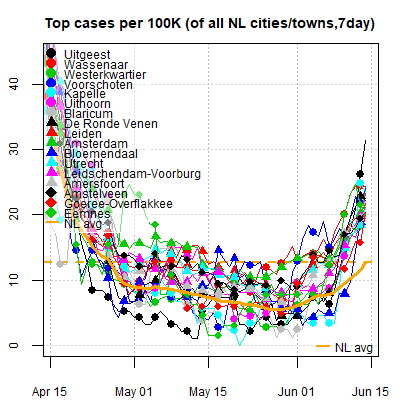 Top cases per 100K (of all NL cities/towns,7day)
Uitgeest
Wassenaar
Westerkwartier
Voorschoten
Kapelle
Uithoorn
Blaricum
De Ronde Venen
Leiden
Amsterdam
Bloemendaal
Utrecht
Leidschendam-Voorburg
Amersfoort
Amstelveen
Goeree-Overflakkee
Eemnes
NL avg
40
30
20
10
0
NL avg
Apr 15
May 01
May 15
Jun 01
Jun 15